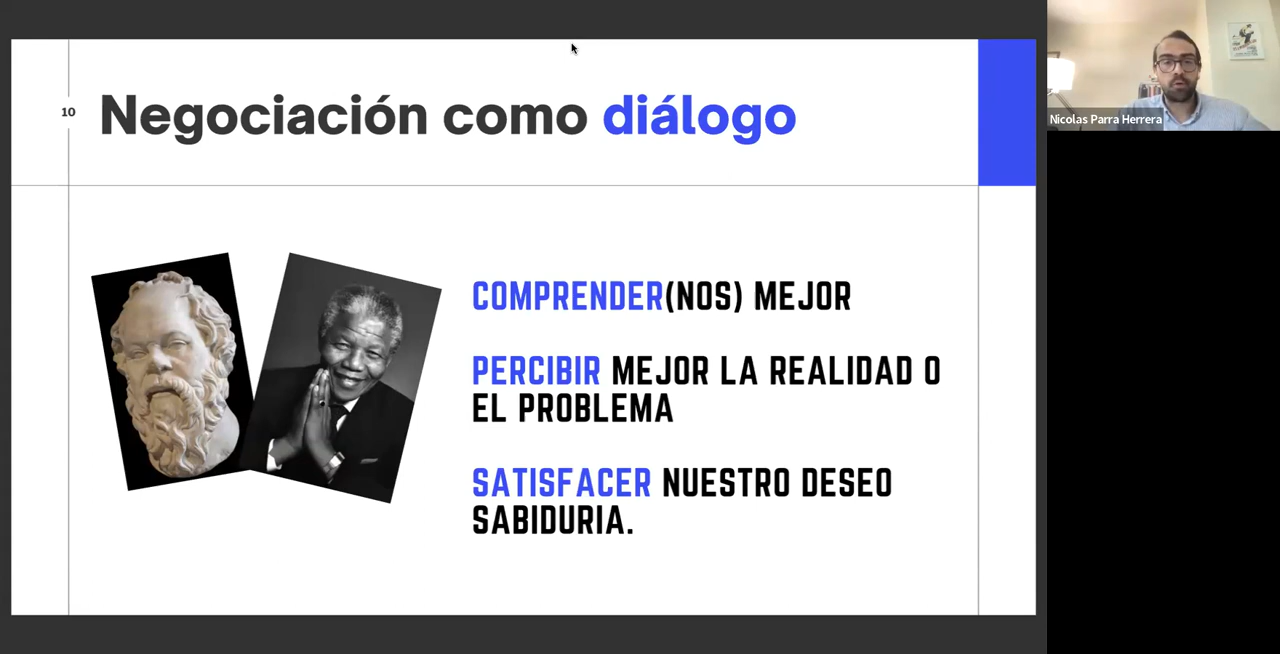 10
Negociación como diálogo
COMPRENDER(NOS) MEJOR
PERCIBIR MEJOR LA REALIDAD O
EL PROBLEMA
SATISFACER NUESTRO DESEO
SABIDURIA.
Nicolas Parra Herrera